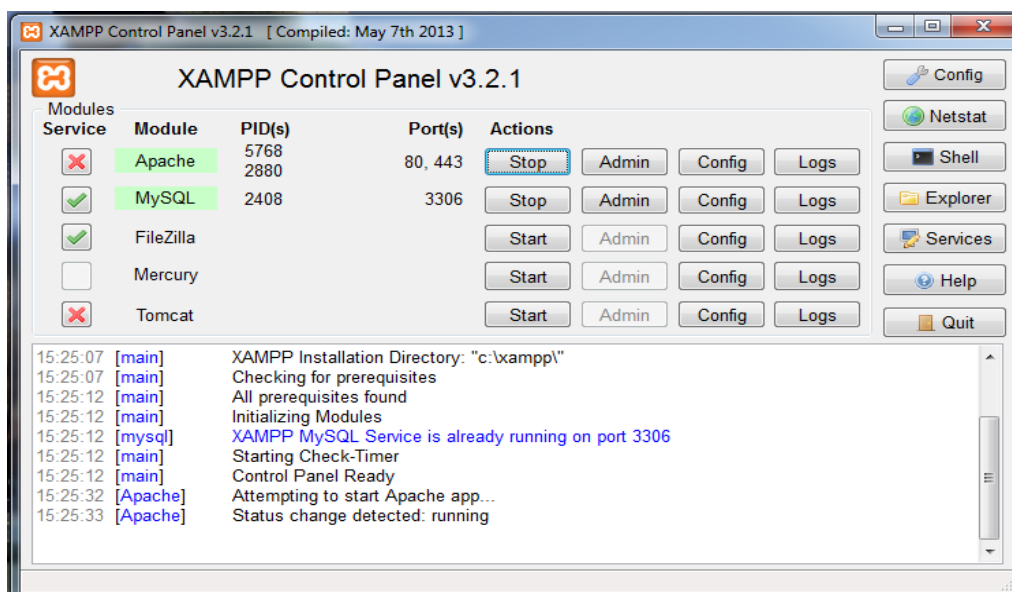 XAMPP Control Panel v3.2.1 [ Compiled: May 7th 2013 ]
XAMPP Control Panel v3.2.1
Config
Modules
Service Module PID(s) Port(s) Actions
Netstat
Apache 5768 2880 80, 443 Stop Admin Config Logs
Shell
MySQL 2408 3306 Stop Admin Config Logs
Explorer
FileZilla Start Admin Config Logs
Services
Mercury Start Admin Config Logs
Help
Tomcat Start Admin Config Logs
Quit
15:25:07 [main] XAMPP Installation Directory: "c:\xampp\"
15:25:07 [main] Checking for prerequisites
15:25:12 [main] All prerequisites found
15:25:12 [main] Initializing Modules
15:25:12 [mysql] XAMPP MySQL Service is already running on port 3306
15:25:12 [main] Starting Check-Timer
15:25:12 [main] Control Panel Ready
15:25:32 [Apache] Attempting to start Apache app...
15:25:33 [Apache] Status change detected: running